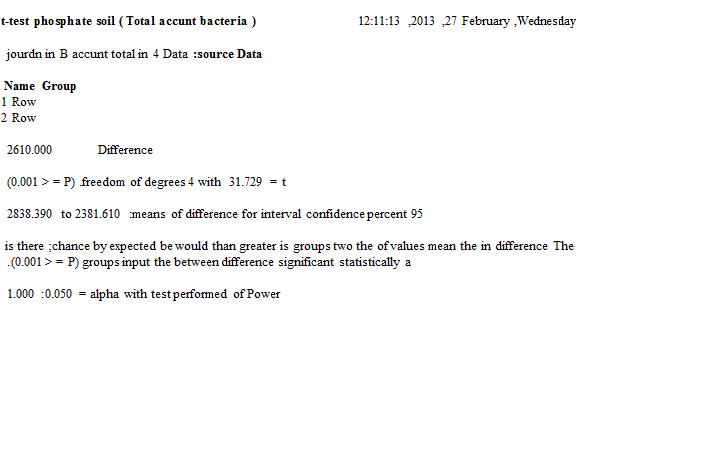 t-test phosphate soil ( Total accunt bacteria ) 12:11:13 ,2013 ,27 February ,Wednesday
jourdn in B accunt total in 4 Data :source Data
Name Group
1 Row
2 Row
2610.000 Difference
(0.001 > = P) .freedom of degrees 4 with 31.729 = t
2838.390 to 2381.610 :means of difference for interval confidence percent 95
is there ;chance by expected be would than greater is groups two the of values mean the in difference The
.(0.001 > = P) groups input the between difference significant statistically a
1.000 :0.050 = alpha with test performed of Power